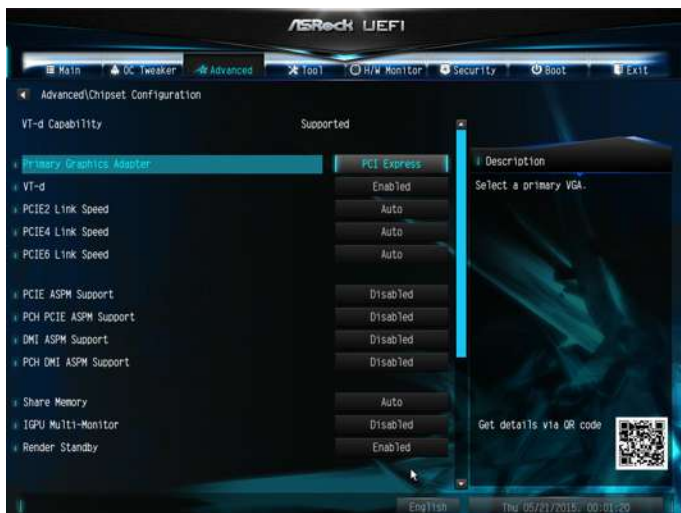 ASRock UEFI
Main OC Tweaker Advanced Tool H/W Monitor Security Boot Exit
Advanced\Chipset Configuration
VT-d Capability Supported
Primary Graphics Adapter PCI Express
VT-d Enabled
PCIE2 Link Speed Auto
PCIE4 Link Speed Auto
PCIE6 Link Speed Auto
PCIE ASPM Support Disabled
PCH PCIE ASPM Support Disabled
DMI ASPM Support Disabled
PCH DMI ASPM Support Disabled
Share Memory Auto
IGPU Multi-Monitor Disabled
Render Standby Enabled
Description
Select a primary VGA.
Get details via QR code
English Thu 05/21/2015. 00:01:20